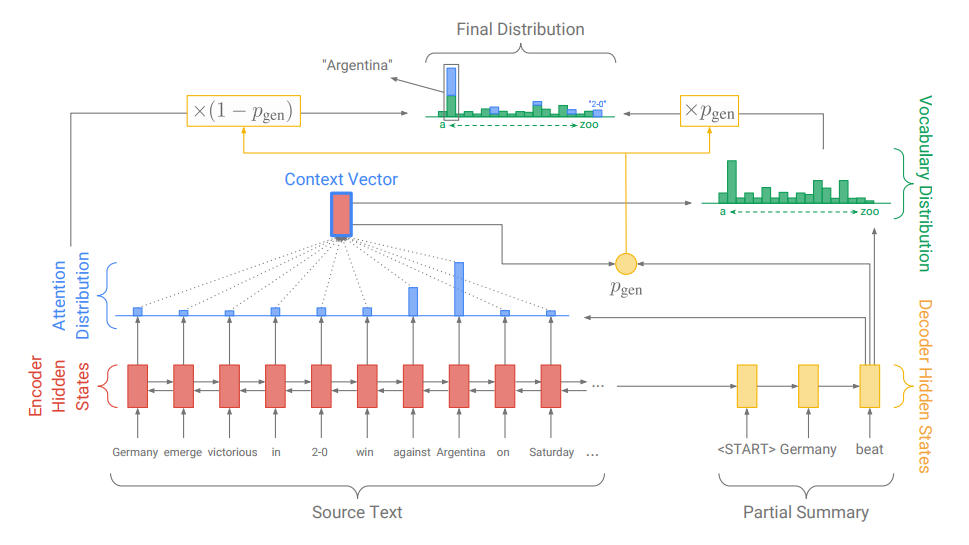 Final Distribution
"Argentina"
×(1 − pgen)
"2-0"
×pgen
a
zoo
Context Vector
Vocabulary Distribution
a
zoo
Attention
Distribution
pgen
Encoder
Hidden
States
...
Decoder Hidden States
Germany emerge victorious in 2-0 win against Argentina on Saturday ...
<START> Germany beat
Source Text
Partial Summary